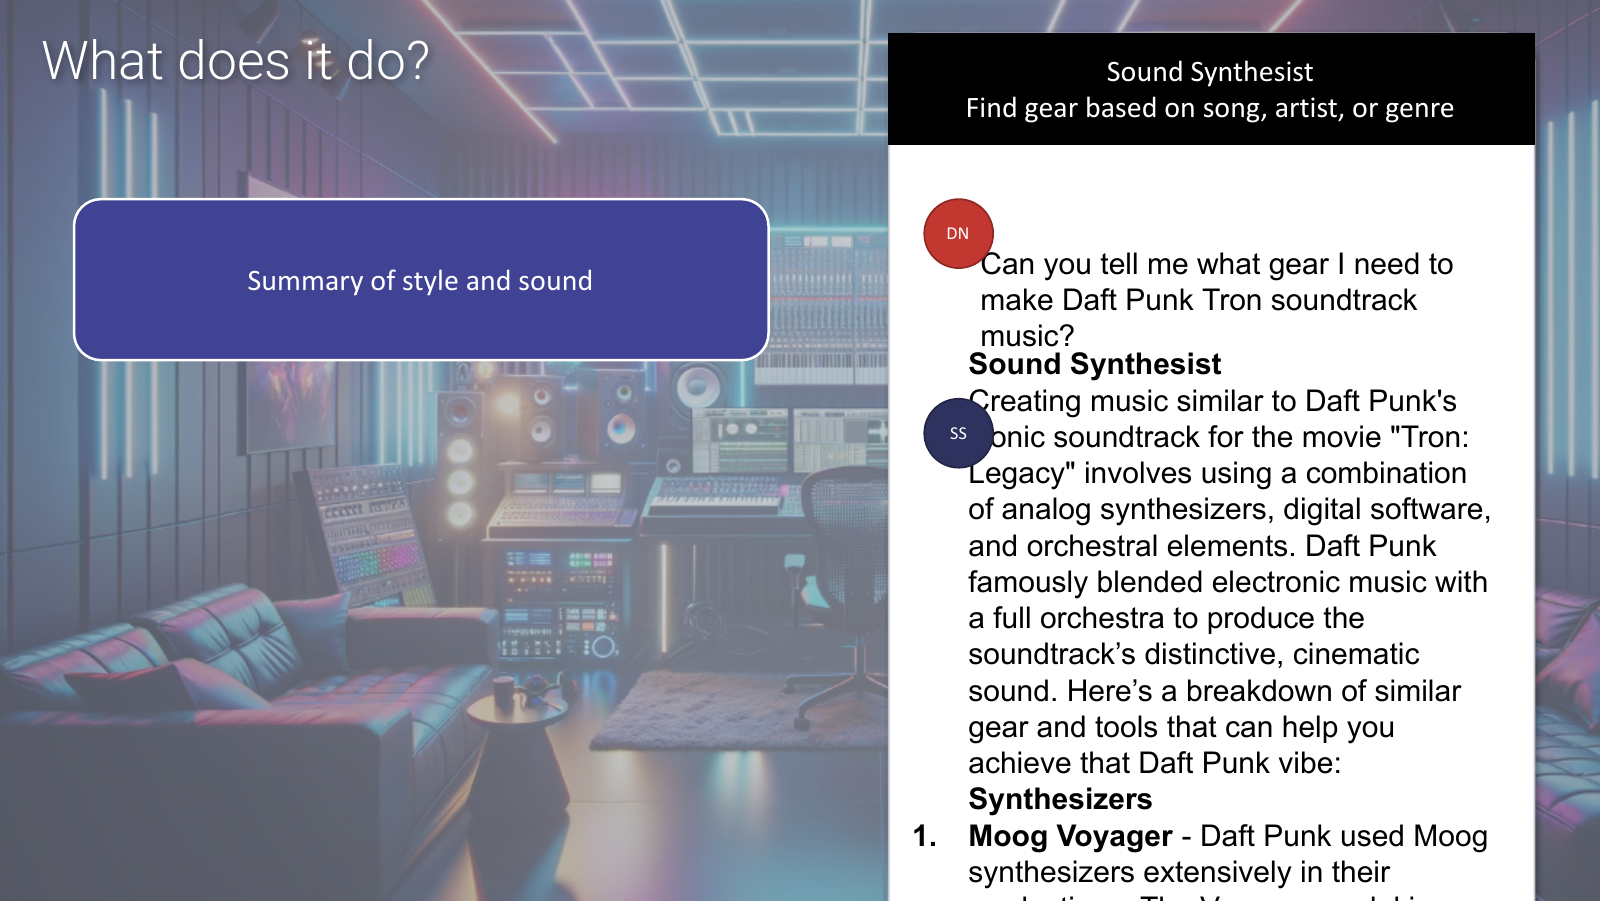 What does it do?
Summary of style and sound
Sound Synthesist
Find gear based on song, artist, or genre
DN
Can you tell me what gear I need to
make Daft Punk Tron soundtrack
music?
Sound Synthesist
Creating music similar to Daft Punk's
SS
onic soundtrack for the movie "Tron:
Legacy" involves using a combination
of analog synthesizers, digital software,
and orchestral elements. Daft Punk
famously blended electronic music with
a full orchestra to produce the
soundtrack’s distinctive, cinematic
sound. Here’s a breakdown of similar
gear and tools that can help you
achieve that Daft Punk vibe:
Synthesizers
1. Moog Voyager - Daft Punk used Moog
synthesizers extensively in their